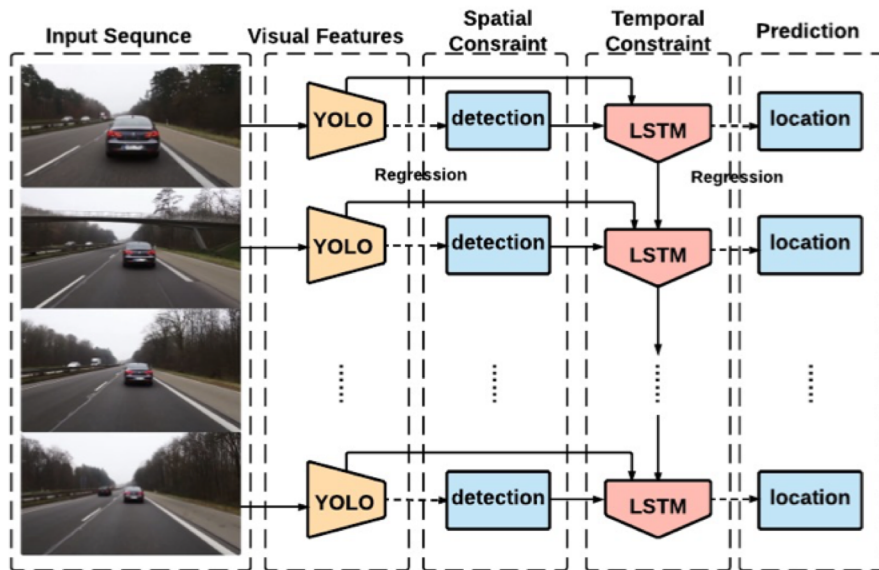 Input Sequnce
Visual Features
Spatial
Consraint
Temporal
Constraint
Prediction
YOLO
detection
LSTM
location
Regression
Regression
YOLO
detection
LSTM
location
YOLO
detection
LSTM
location